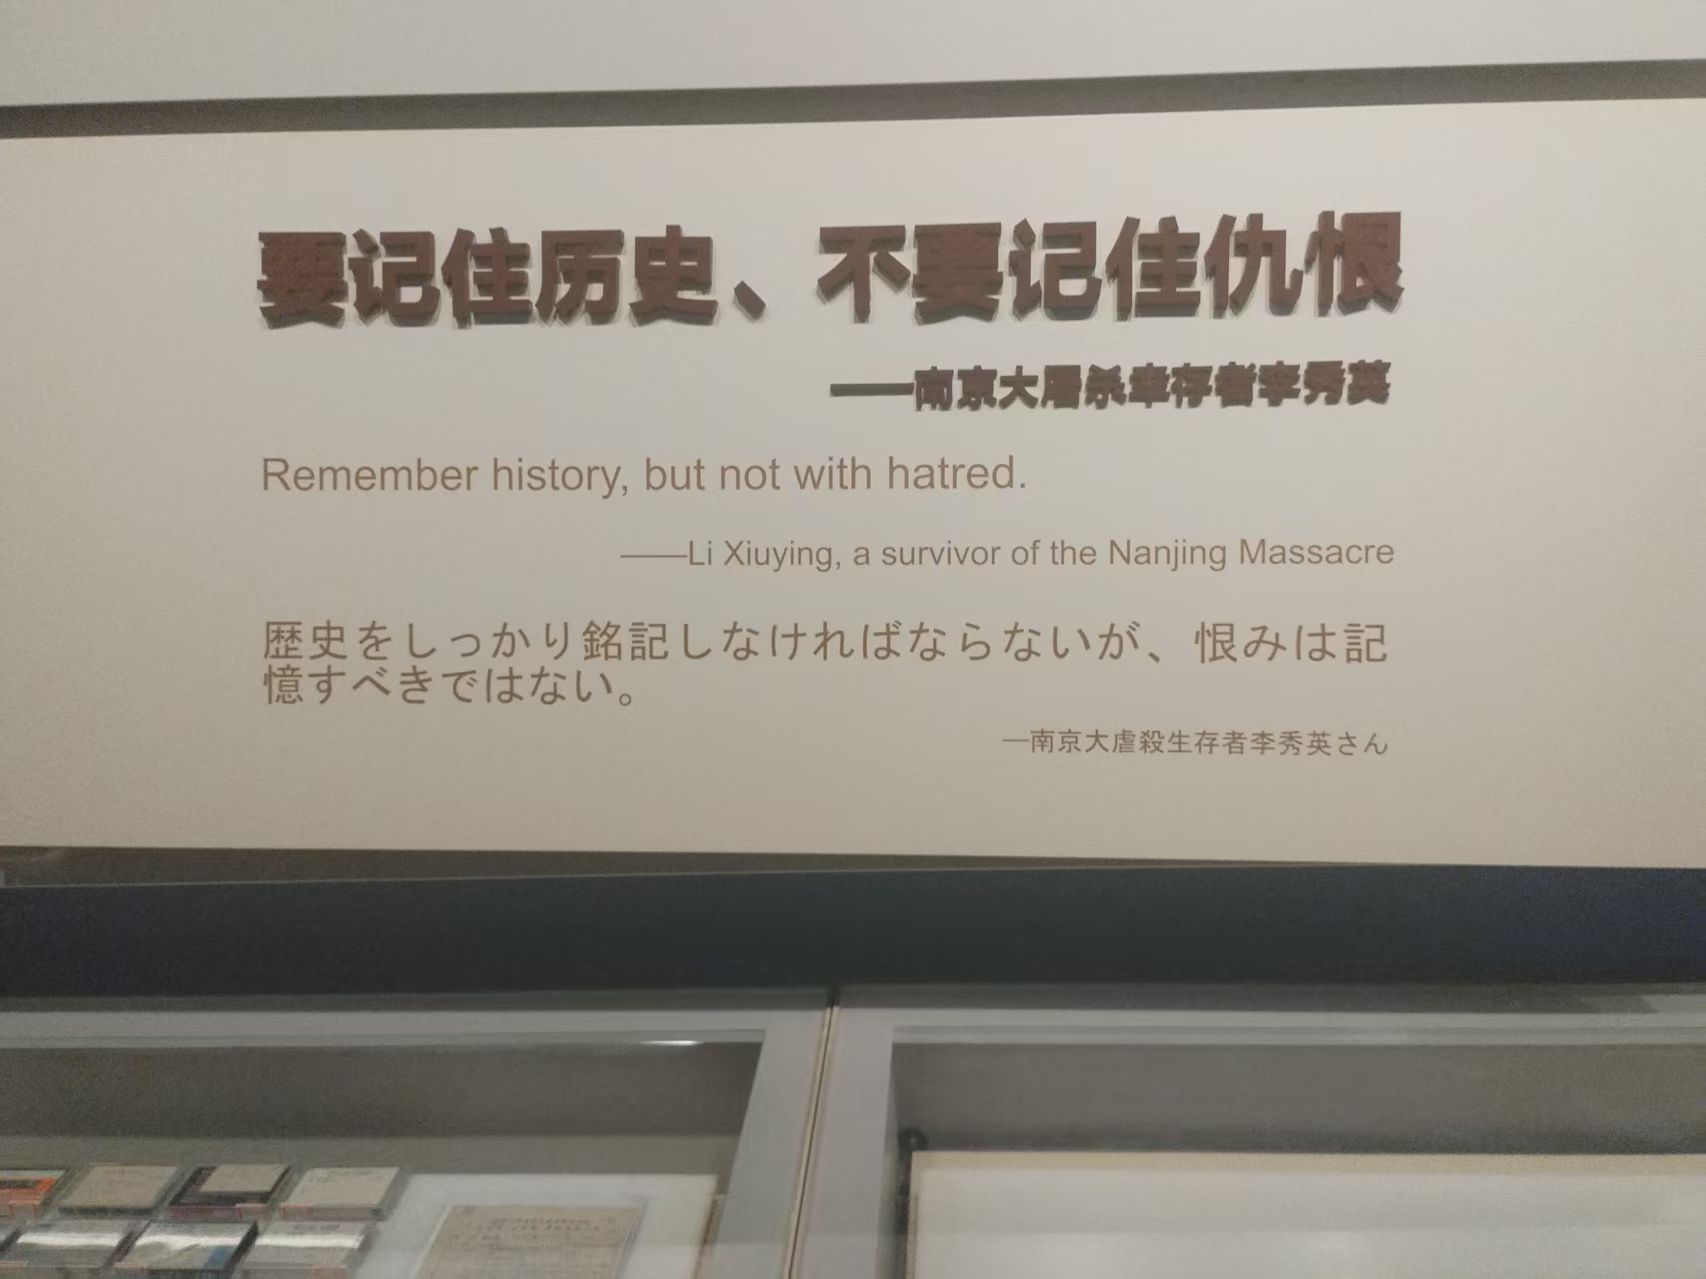 要记住历史、不要记住仇恨
——南京大屠杀幸存者李秀英
Remember history, but not with hatred.
——Li Xiuying, a survivor of the Nanjing Massacre
歴史をしっかり銘記しなければならないが、恨みは記
憶すべきではない。
—南京大虐殺生存者李秀英さん